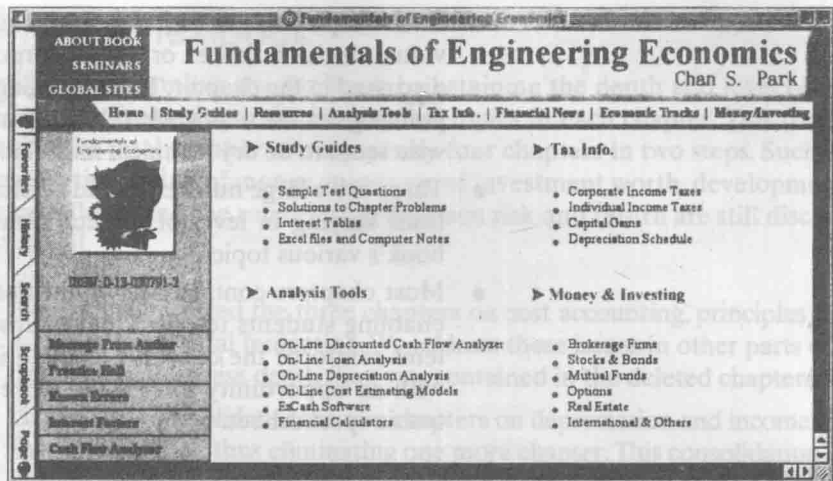 Fundamentals of Engineering Economics
ABOUT BOOK
SEMINARS
GLOBAL SITES
Fundamentals of Engineering Economics
Chan S. Park
Home | Study Guides | Resources | Analysis Tools | Tax Info. | Financial News | Economic Tracks | Money/Investing
Favorites
History
Search
Scrapbook
Page
Fundamentals of
Engineering Economics
Message From Author
Prentice Hall
Known Errors
Interest Factors
Cash Flow Analyzer
➤ Study Guides
• Sample Test Questions
• Solutions to Chapter Problems
• Interest Tables
• Excel files and Computer Notes
➤ Tax Info.
• Corporate Income Taxes
• Individual Income Taxes
• Capital Gains
• Depreciation Schedule
➤ Analysis Tools
• On-Line Discounted Cash Flow Analyzer
• On-Line Loan Analysis
• On-Line Depreciation Analysis
• On-Line Cost Estimating Models
• ExCash Software
• Financial Calculators
➤ Money & Investing
• Brokerage Firms
• Stocks & Bonds
• Mutual Funds
• Options
• Real Estate
• International & Others